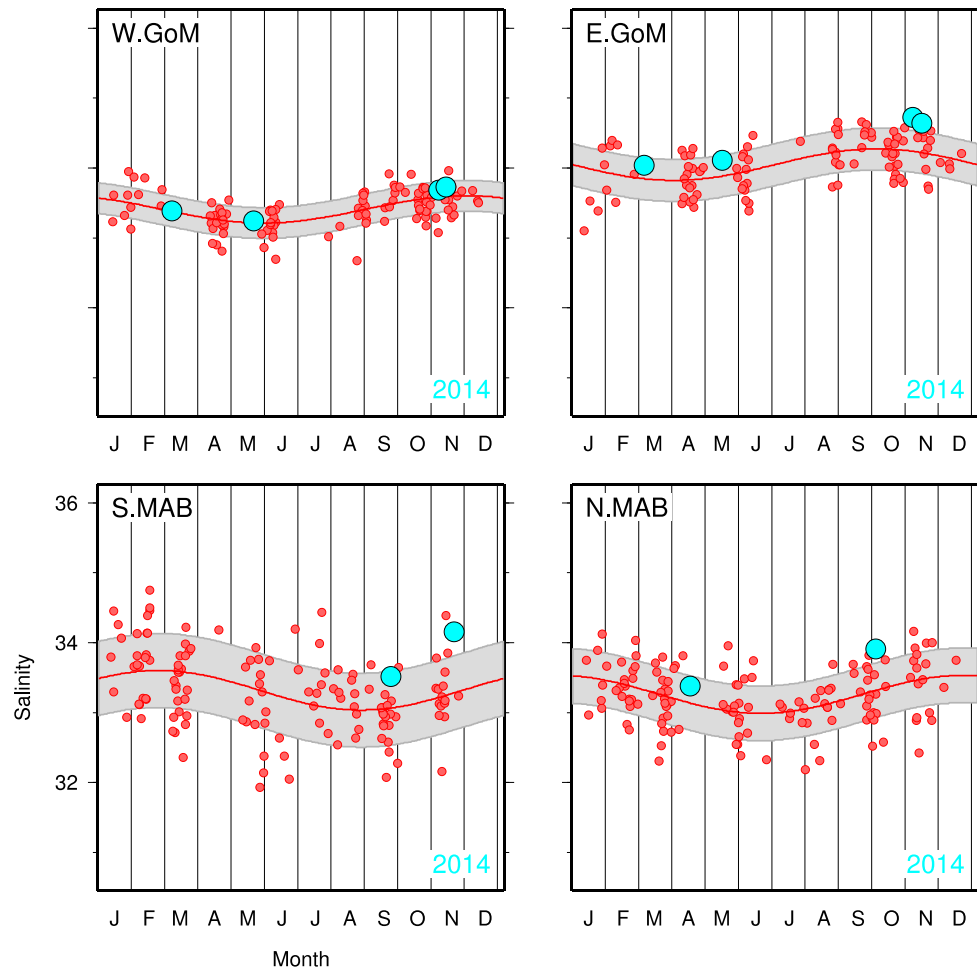 W.GoM
E.GoM
2014
2014
J F M A M J J A S O N D
J F M A M J J A S O N D
S.MAB
N.MAB
36
34
32
Salinity
2014
2014
J F M A M J J A S O N D
J F M A M J J A S O N D
Month